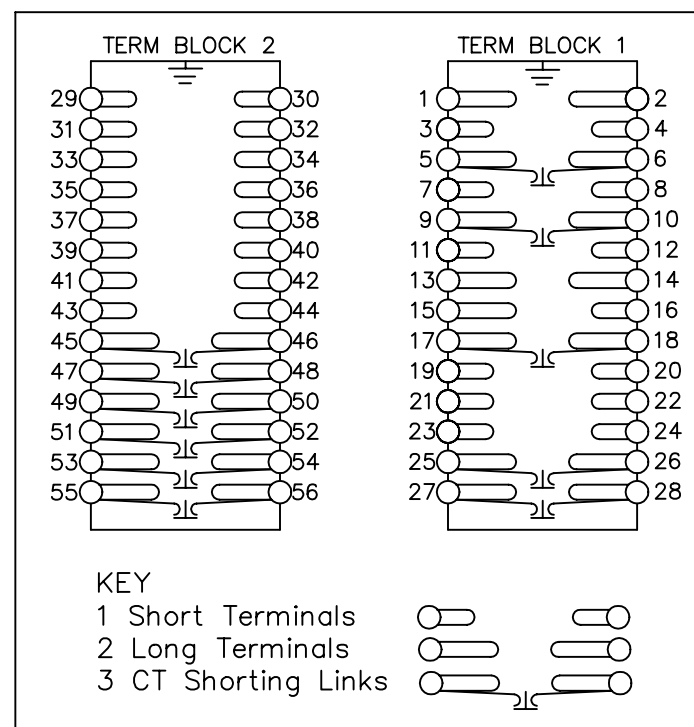 TERM BLOCK 2 TERM BLOCK 1
29 30 1 2
31 32 3 4
33 34 5 6
35 36 7 8
37 38 9 10
39 40 11 12
41 42 13 14
43 44 15 16
45 46 17 18
47 48 19 20
49 50 21 22
51 52 23 24
53 54 25 26
55 56 27 28
KEY
1 Short Terminals
2 Long Terminals
3 CT Shorting Links